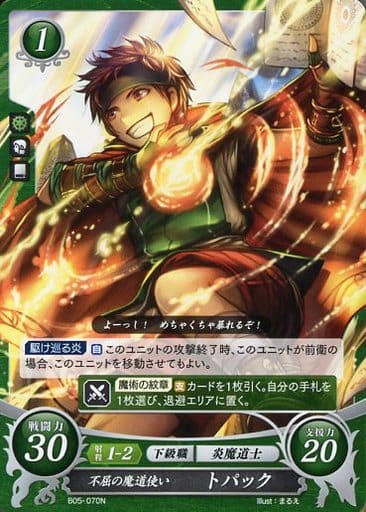 1
よーっし! めちゃくちゃ暴れるぞ!
駆け巡る炎 自 このユニットの攻撃終了時、このユニットが前衛の
場合、このユニットを移動させてもよい。
魔術の紋章 支 カードを1枚引く。自分の手札を
1枚選び、退避エリアに置く。
戦闘力 30
射程 1-2
下級職
炎魔道士
支援力 20
不屈の魔道使い トパック
B05-070N
Illust:まるえ